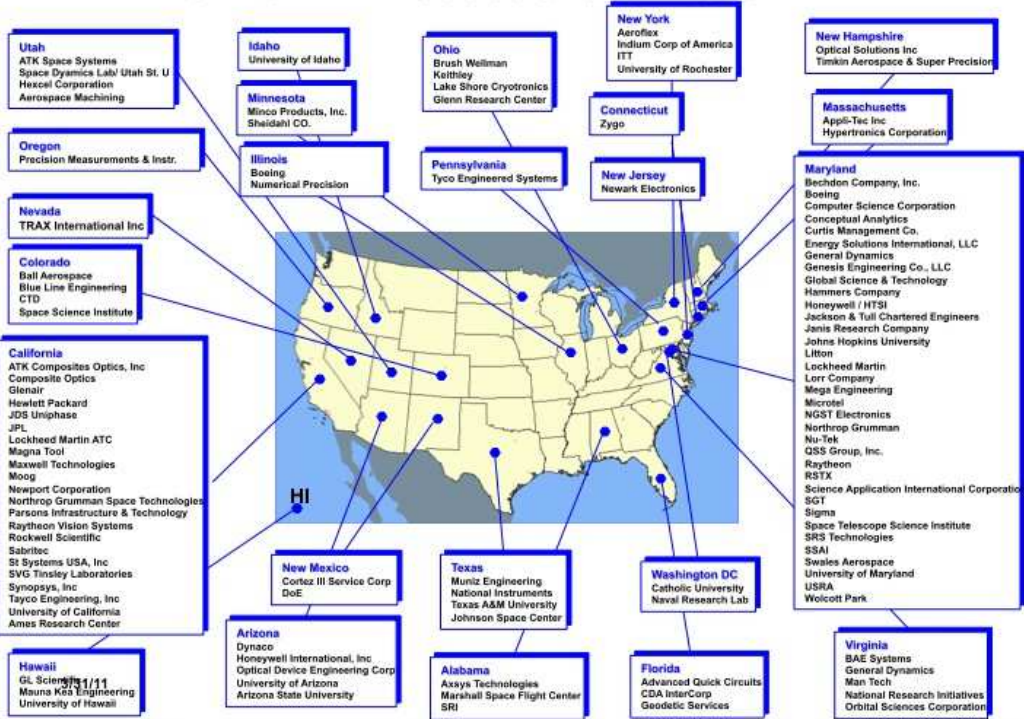 Utah
ATK Space Systems
Space Dyamics Lab/ Utah St. U
Hexcel Corporation
Aerospace Machining
Idaho
University of Idaho
Minnesota
Minco Products, Inc.
Sheidahl CO.
Ohio
Brush Wellman
Keithley
Lake Shore Cryotronics
Glenn Research Center
New York
Aeroflex
Indium Corp of America
ITT
University of Rochester
New Hampshire
Optical Solutions Inc
Timkin Aerospace & Super Precision
Connecticut
Zygo
Massachusetts
Appli-Tec Inc
Hypertronics Corporation
Oregon
Precision Measurements & Instr.
Illinois
Boeing
Numerical Precision
Pennsylvania
Tyco Engineered Systems
New Jersey
Newark Electronics
Nevada
TRAX International Inc
Colorado
Ball Aerospace
Blue Line Engineering
CTD
Space Science Institute
Maryland
Bechdon Company, Inc.
Boeing
Computer Science Corporation
Conceptual Analytics
Curtis Management Co.
Energy Solutions International, LLC
General Dynamics
Genesis Engineering Co., LLC
Global Science & Technology
Hammers Company
Honeywell / HTSI
Jackson & Tull Chartered Engineers
Janis Research Company
Johns Hopkins University
Litton
Lockheed Martin
Lorr Company
Mega Engineering
Microtel
NGST Electronics
Northrop Grumman
Nu-Tek
QSS Group, Inc.
Raytheon
RSTX
Science Application International Corporatio
SGT
Sigma
Space Telescope Science Institute
SRS Technologies
SSAI
Swales Aerospace
University of Maryland
USRA
Wolcott Park
California
ATK Composites Optics, Inc
Composite Optics
Glenair
Hewlett Packard
JDS Uniphase
JPL
Lockheed Martin ATC
Magna Tool
Maxwell Technologies
Moog
Newport Corporation
Northrop Grumman Space Technologies
Parsons Infrastructure & Technology
Raytheon Vision Systems
Rockwell Scientific
Sabritec
St Systems USA, Inc
SVG Tinsley Laboratories
Synopsys, Inc
Tayco Engineering, Inc
University of California
Ames Research Center
HI
New Mexico
Cortez III Service Corp
DoE
Texas
Muniz Engineering
National Instruments
Texas A&M University
Johnson Space Center
Washington DC
Catholic University
Naval Research Lab
Arizona
Dynaco
Honeywell International, Inc
Optical Device Engineering Corp
University of Arizona
Arizona State University
Hawaii
GL
3/31/11
Mauna Kea Engineering
University of Hawaii
Alabama
Axsys Technologies
Marshall Space Flight Center
SRI
Florida
Advanced Quick Circuits
CDA InterCorp
Geodetic Services
Virginia
BAE Systems
General Dynamics
Man Tech
National Research Initiatives
Orbital Sciences Corporation